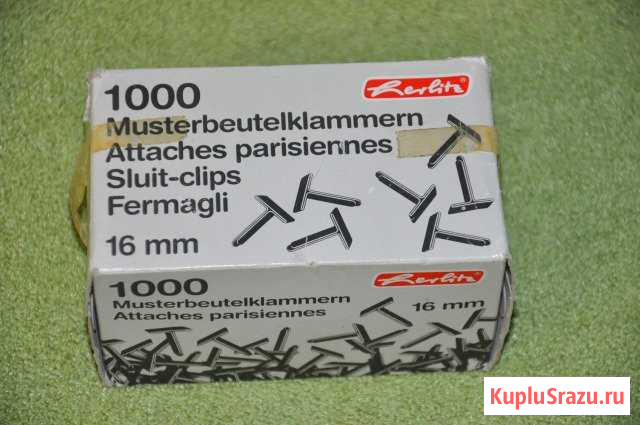 herlitz
1000
Musterbeutelklammern
Attaches parisiennes
Sluit-clips
Fermagli
16 mm
1000
herlitz
Musterbeutelklammern
16 mm
Attaches parisiennes
KupluSrazu.ru